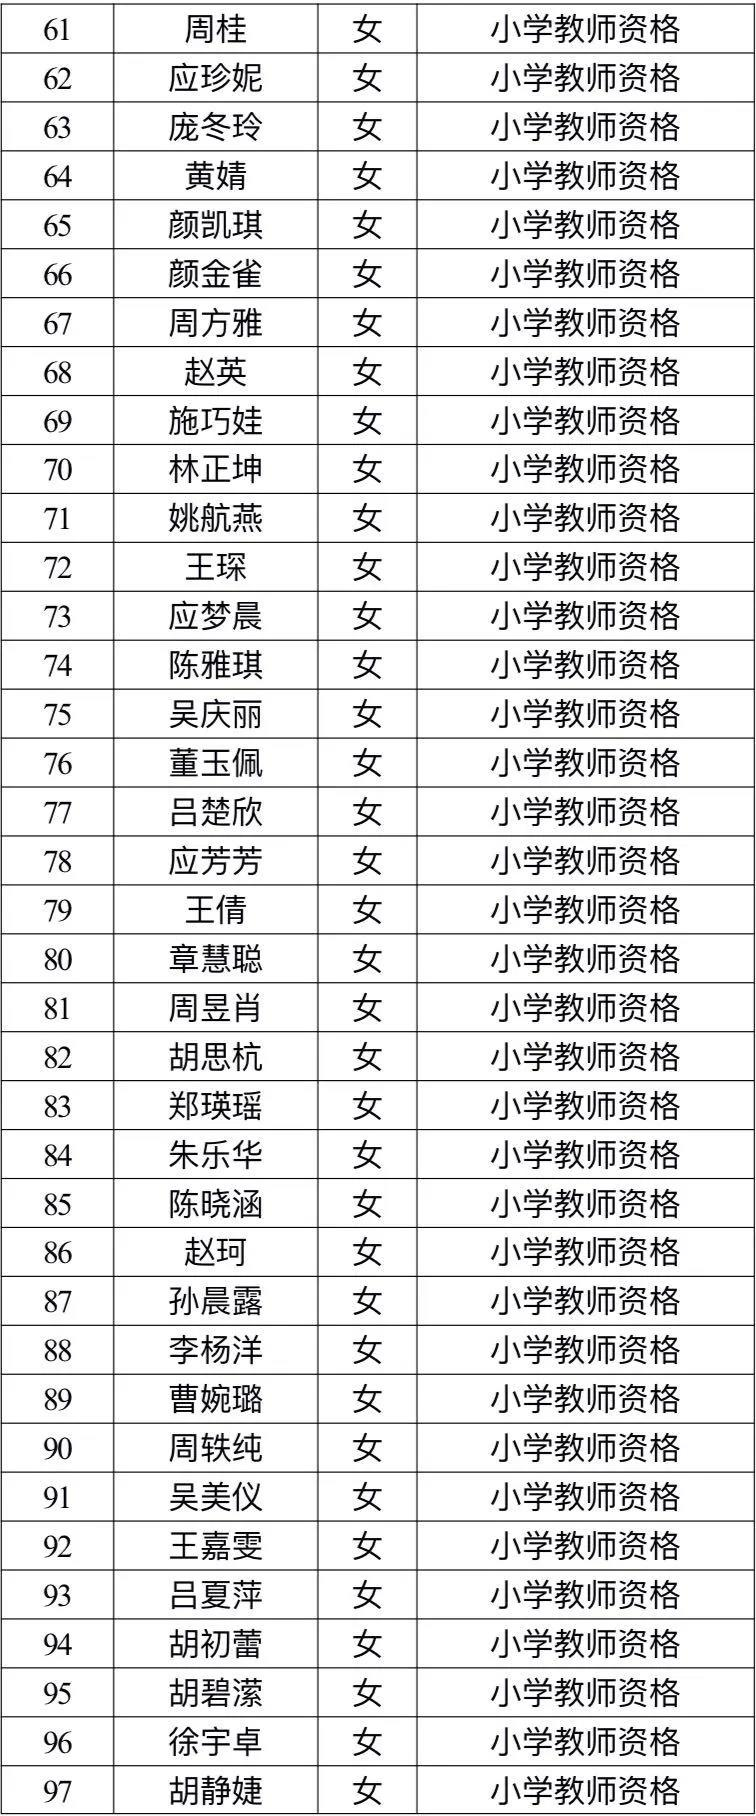 61 周桂 女 小学教师资格
62 应珍妮 女 小学教师资格
63 庞冬玲 女 小学教师资格
64 黄婧 女 小学教师资格
65 颜凯琪 女 小学教师资格
66 颜金雀 女 小学教师资格
67 周方雅 女 小学教师资格
68 赵英 女 小学教师资格
69 施巧娃 女 小学教师资格
70 林正坤 女 小学教师资格
71 姚航燕 女 小学教师资格
72 王琛 女 小学教师资格
73 应梦晨 女 小学教师资格
74 陈雅琪 女 小学教师资格
75 吴庆丽 女 小学教师资格
76 董玉佩 女 小学教师资格
77 吕楚欣 女 小学教师资格
78 应芳芳 女 小学教师资格
79 王倩 女 小学教师资格
80 章慧聪 女 小学教师资格
81 周昱肖 女 小学教师资格
82 胡思杭 女 小学教师资格
83 郑瑛瑶 女 小学教师资格
84 朱乐华 女 小学教师资格
85 陈晓涵 女 小学教师资格
86 赵珂 女 小学教师资格
87 孙晨露 女 小学教师资格
88 李杨洋 女 小学教师资格
89 曹婉璐 女 小学教师资格
90 周轶纯 女 小学教师资格
91 吴美仪 女 小学教师资格
92 王嘉雯 女 小学教师资格
93 吕夏萍 女 小学教师资格
94 胡初蕾 女 小学教师资格
95 胡碧潆 女 小学教师资格
96 徐宇卓 女 小学教师资格
97 胡静婕 女 小学教师资格